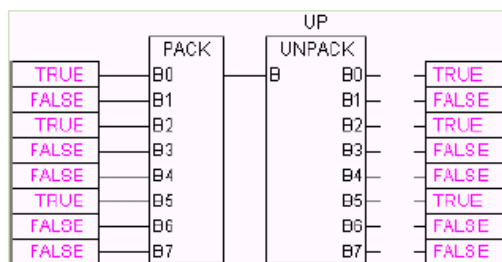 UP
PACK UNPACK
TRUE B0 B B0 TRUE
FALSE B1 B1 FALSE
TRUE B2 B2 TRUE
FALSE B3 B3 FALSE
FALSE B4 B4 FALSE
TRUE B5 B5 TRUE
FALSE B6 B6 FALSE
FALSE B7 B7 FALSE